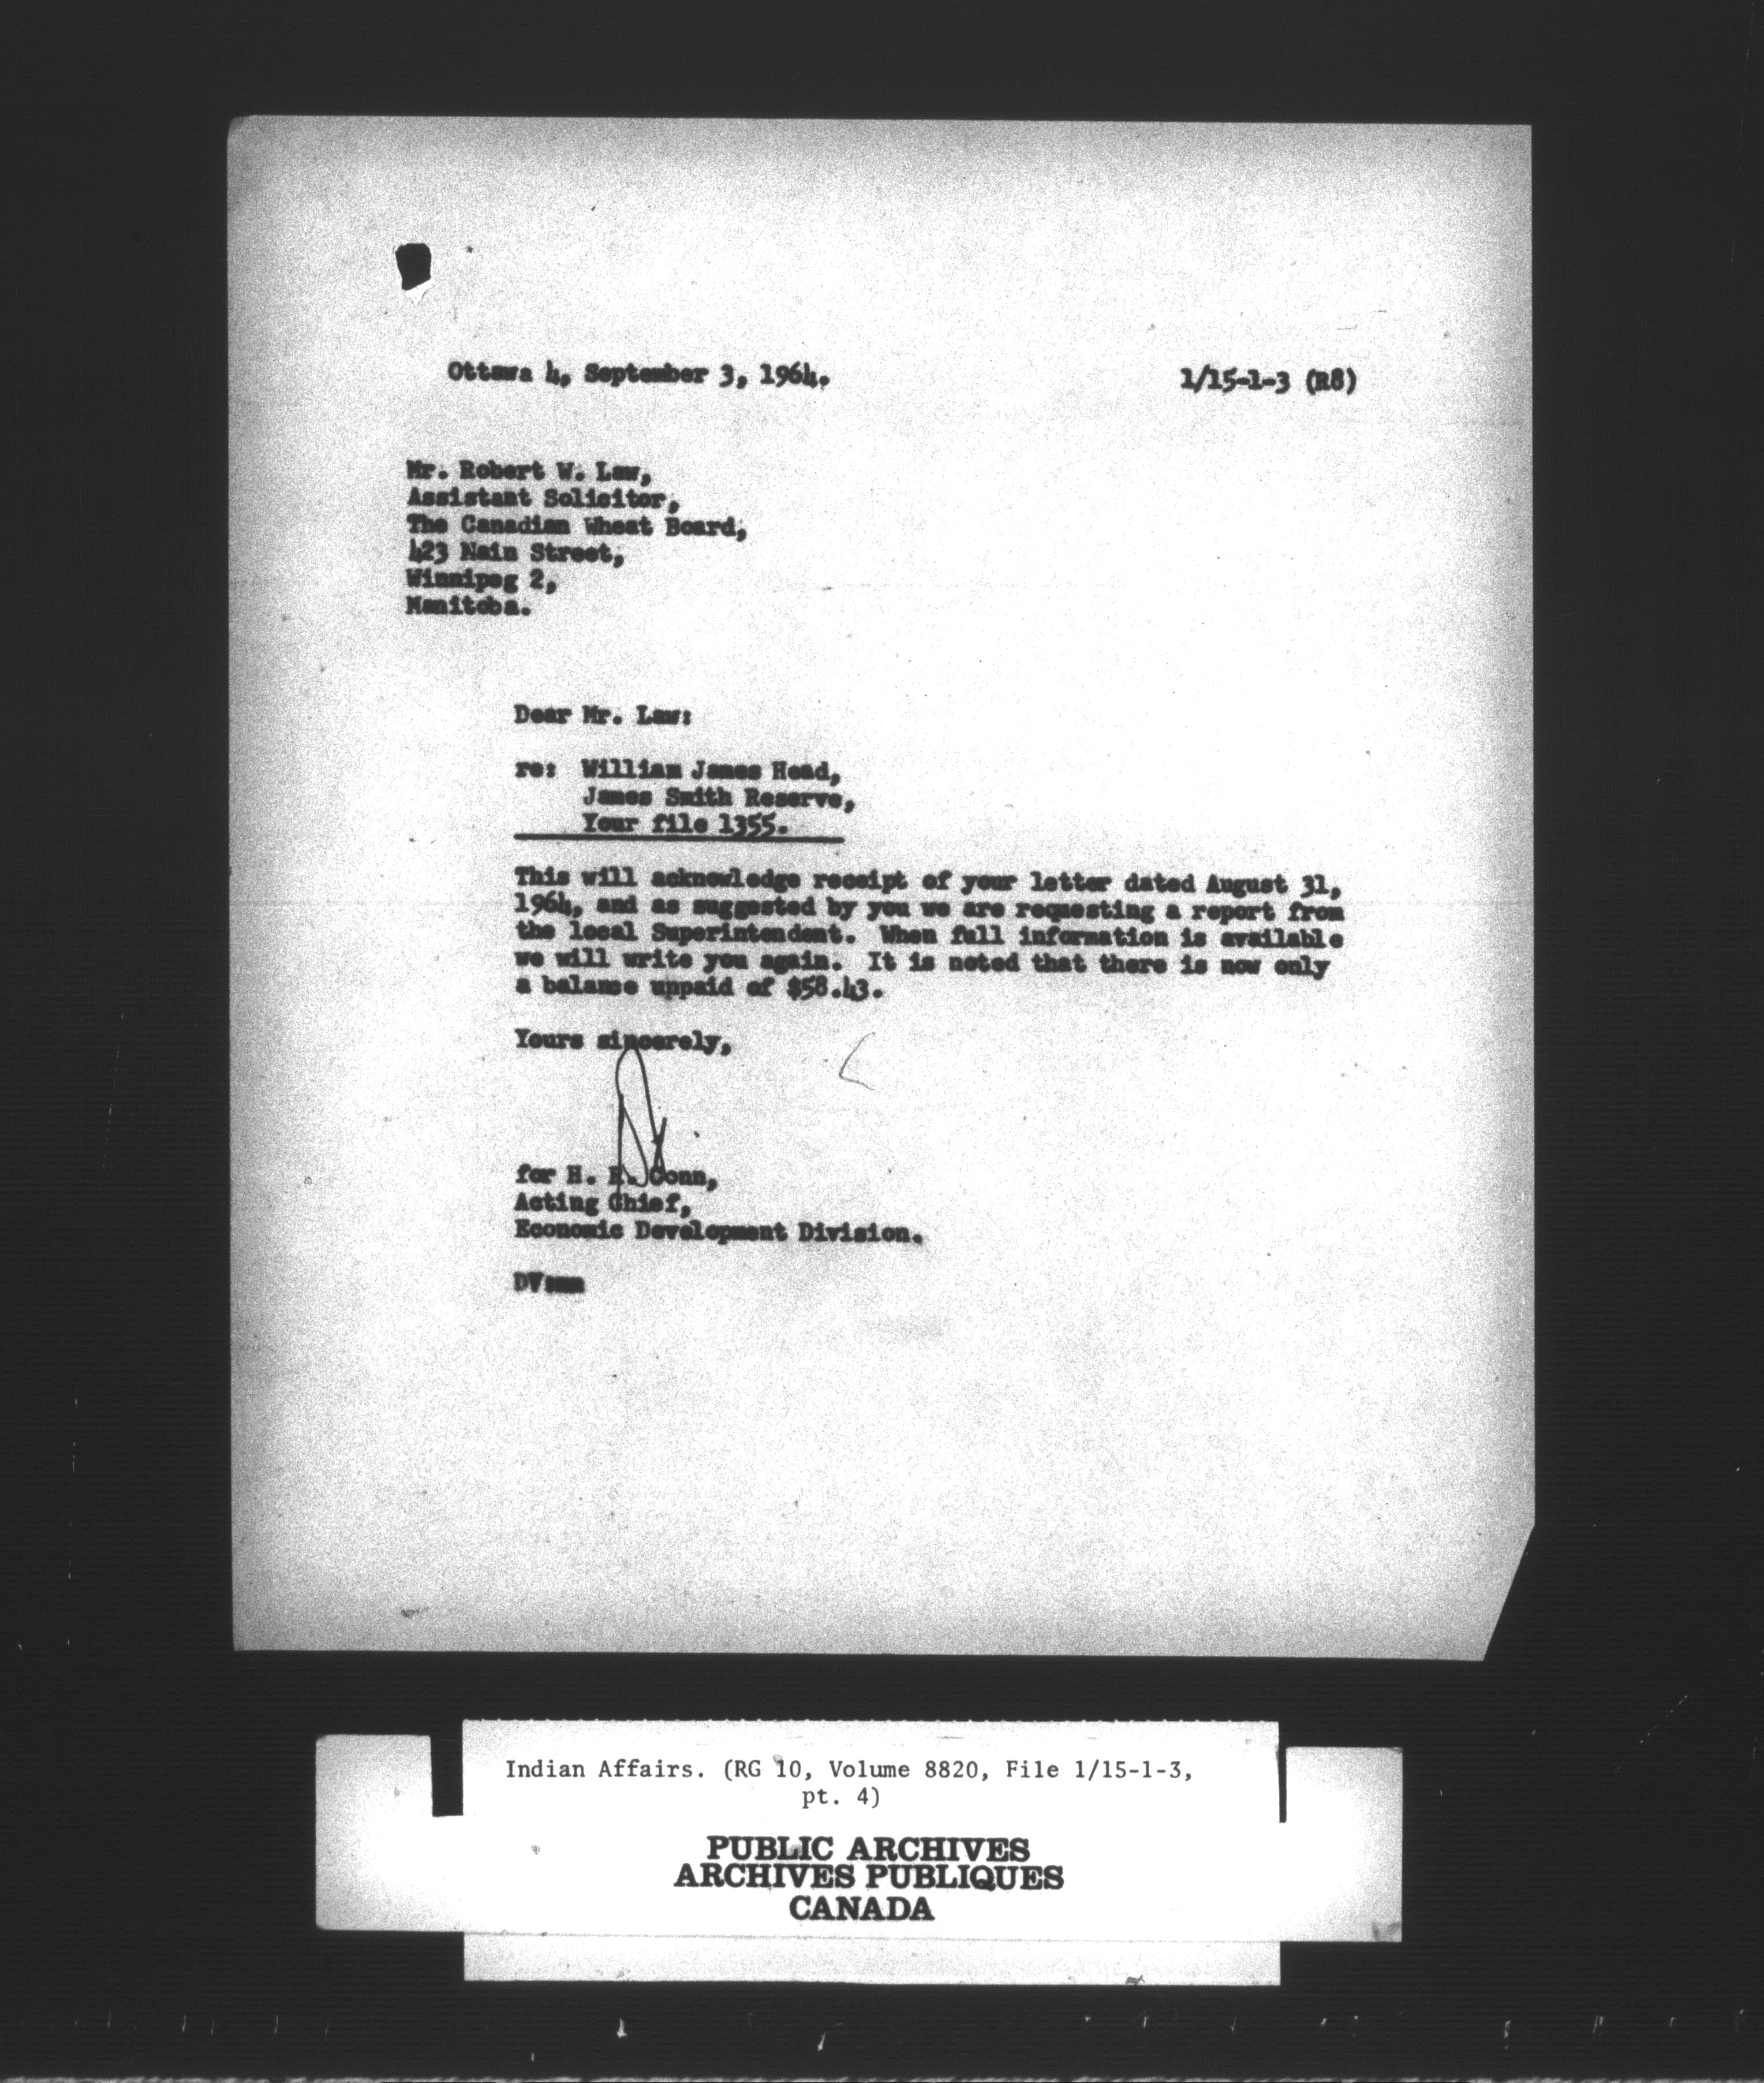 Ottawa 4, September 3, 1964.
1/15-1-3 (R8)
Mr. Robert W. Law,
Assistant Solicitor,
The Canadian Wheat Board,
423 Main Street,
Winnipeg 2,
Manitoba.
Dear Mr. Law:
re: William James Head,
James Smith Reserve,
Your file 1355.
This will acknowledge receipt of your letter dated August 31,
1964, and as suggested by you we are requesting a report from
the local Superintendent. When full information is available
we will write you again. It is noted that there is now only
a balance unpaid of $58.43.
Yours sincerely,
for H. R. Conn,
Acting Chief,
Economic Development Division.
Indian Affairs. (RG 10, Volume 8820, File 1/15-1-3,
pt. 4)
PUBLIC ARCHIVES
ARCHIVES PUBLIQUES
CANADA